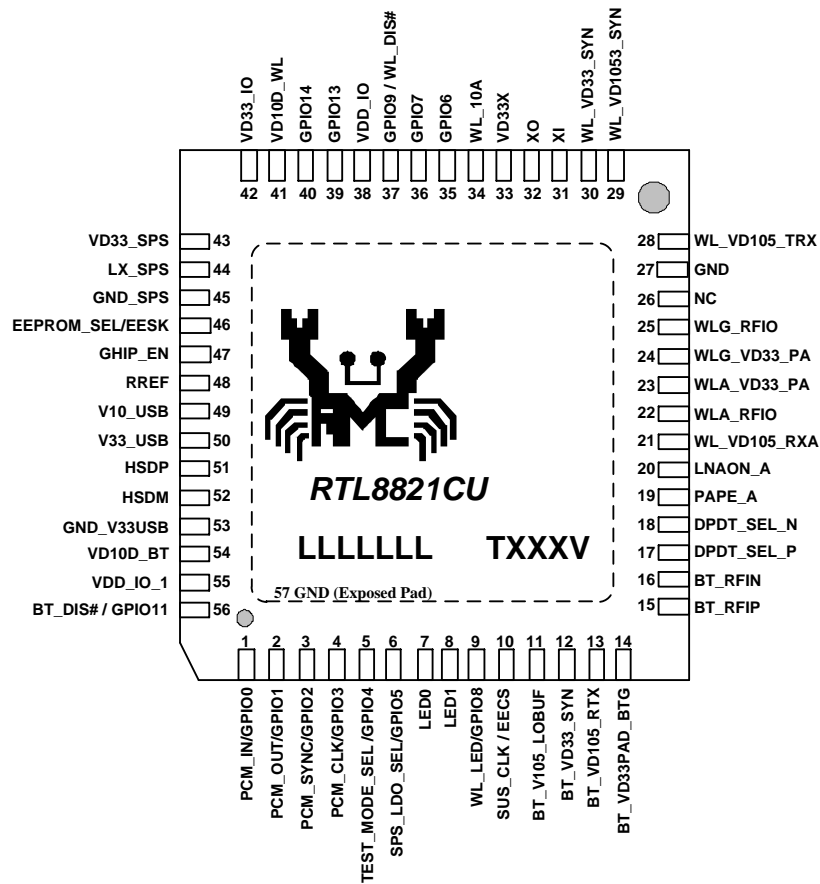 VD33_IO
VD10D_WL
GPIO14
GPIO13
VDD_IO
GPIO9 / WL_DIS#
GPIO7
GPIO6
WL_10A
VD33X
XO
XI
WL_VD33_SYN
WL_VD1053_SYN
42 41 40 39 38 37 36 35 34 33 32 31 30 29
VD33_SPS 43
LX_SPS 44
GND_SPS 45
EEPROM_SEL/EESK 46
GHIP_EN 47
RREF 48
V10_USB 49
V33_USB 50
HSDP 51
HSDM 52
GND_V33USB 53
VD10D_BT 54
VDD_IO_1 55
BT_DIS# / GPIO11 56
RTL8821CU
LLLLLLL TXXXV
57 GND (Exposed Pad)
28 WL_VD105_TRX
27 GND
26 NC
25 WLG_RFIO
24 WLG_VD33_PA
23 WLA_VD33_PA
22 WLA_RFIO
21 WL_VD105_RXA
20 LNAON_A
19 PAPE_A
18 DPDT_SEL_N
17 DPDT_SEL_P
16 BT_RFIN
15 BT_RFIP
1 2 3 4 5 6 7 8 9 10 11 12 13 14
PCM_IN/GPIO0
PCM_OUT/GPIO1
PCM_SYNC/GPIO2
PCM_CLK/GPIO3
TEST_MODE_SEL /GPIO4
SPS_LDO_SEL/GPIO5
LED0
LED1
WL_LED/GPIO8
SUS_CLK / EECS
BT_V105_LOBUF
BT_VD33_SYN
BT_VD105_RTX
BT_VD33PAD_BTG